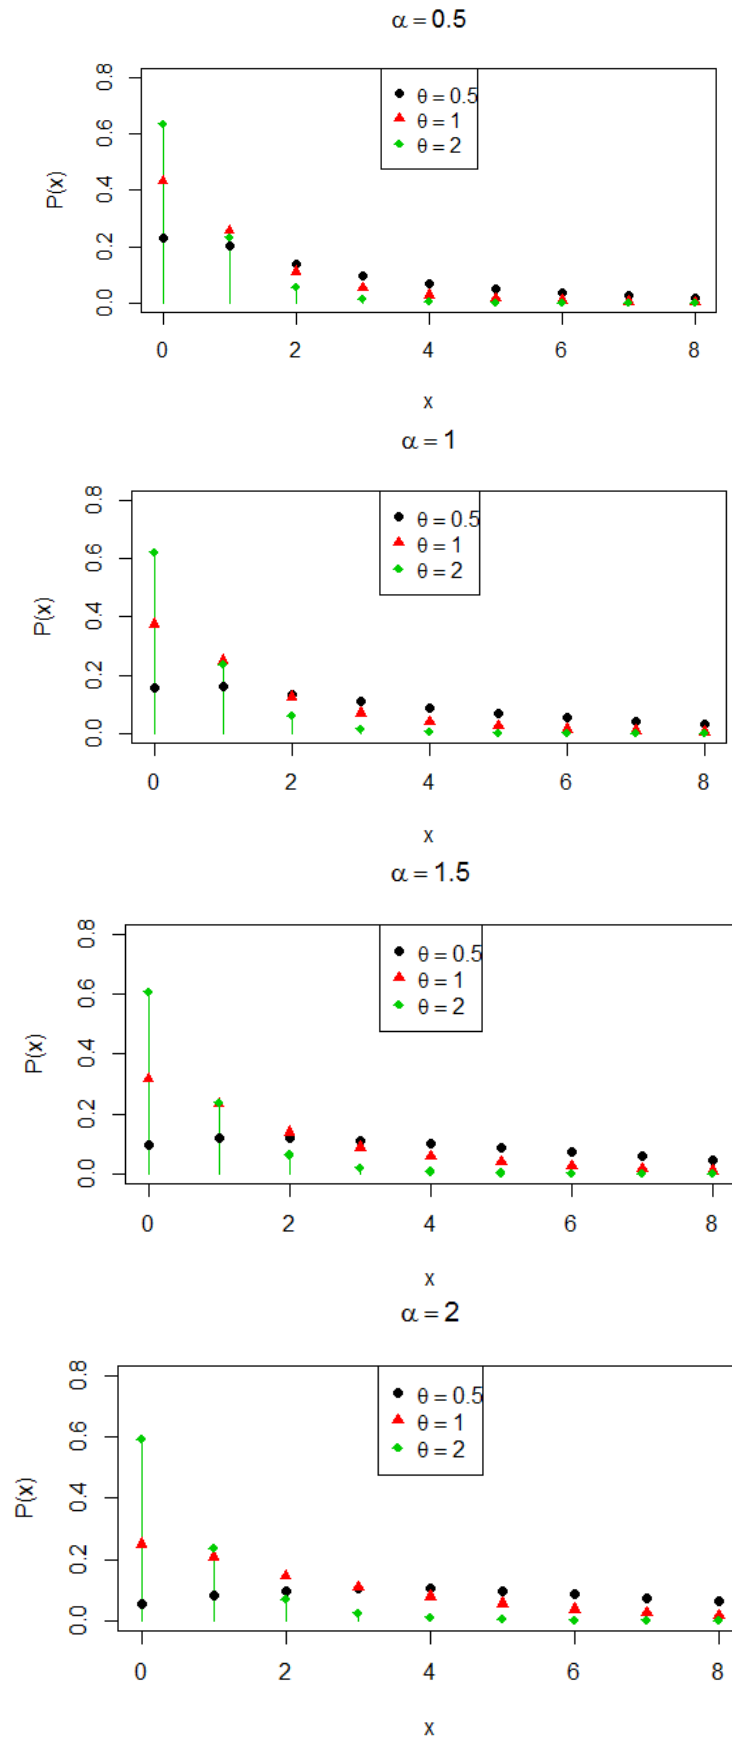 α = 0.5
P(x)
0.8
0.6
0.4
0.2
0.0
θ = 0.5
θ = 1
θ = 2
0 2 4 6 8
x
α = 1
P(x)
0.8
0.6
0.4
0.2
0.0
θ = 0.5
θ = 1
θ = 2
0 2 4 6 8
x
α = 1.5
P(x)
0.8
0.6
0.4
0.2
0.0
θ = 0.5
θ = 1
θ = 2
0 2 4 6 8
x
α = 2
P(x)
0.8
0.6
0.4
0.2
0.0
θ = 0.5
θ = 1
θ = 2
0 2 4 6 8
x